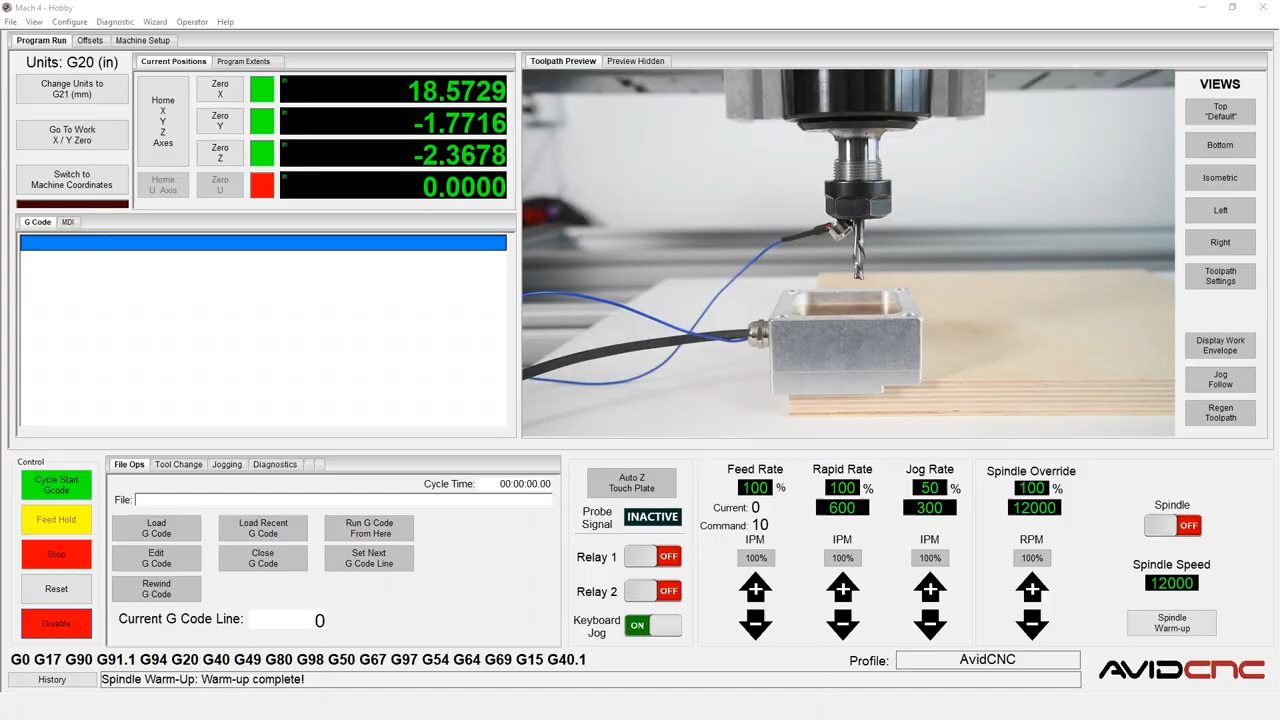 Mach 4 - Hobby
File View Configure Diagnostic Wizard Operator Help
Program Run Offsets Machine Setup
Units: G20 (in)
Change Units to
G21 (mm)
Go To Work
X / Y Zero
Switch to
Machine Coordinates
Current Positions Program Extents
Home
X
Y
Z
Axes
Home
U Axis
Zero
X
in
18.5729
Zero
Y
in
-1.7716
Zero
Z
in
-2.3678
Zero
U
in
0.0000
G Code MDI
Toolpath Preview Preview Hidden
VIEWS
Top
"Default"
Bottom
Isometric
Left
Right
Toolpath
Settings
Display Work
Envelope
Jog
Follow
Regen
Toolpath
Control
Cycle Start
Gcode
Feed Hold
Stop
Reset
Disable
File Ops Tool Change Jogging Diagnostics
Cycle Time: 00:00:00.00
File:
Load
G Code
Load Recent
G Code
Run G Code
From Here
Edit
G Code
Close
G Code
Set Next
G Code Line
Rewind
G Code
Current G Code Line: 0
Auto Z
Touch Plate
Probe
Signal
INACTIVE
Relay 1 OFF
Relay 2 OFF
Keyboard
Jog
ON
Feed Rate
100 %
Current: 0
Command: 10
IPM
100%
Rapid Rate
100 %
600
IPM
100%
Jog Rate
50 %
300
IPM
100%
Spindle Override
100 %
12000
RPM
100%
Spindle
OFF
Spindle Speed
12000
Spindle
Warm-up
G0 G17 G90 G91.1 G94 G20 G40 G49 G80 G98 G50 G67 G97 G54 G64 G69 G15 G40.1
Profile: AvidCNC
History
Spindle Warm-Up: Warm-up complete!
AVIDCNC